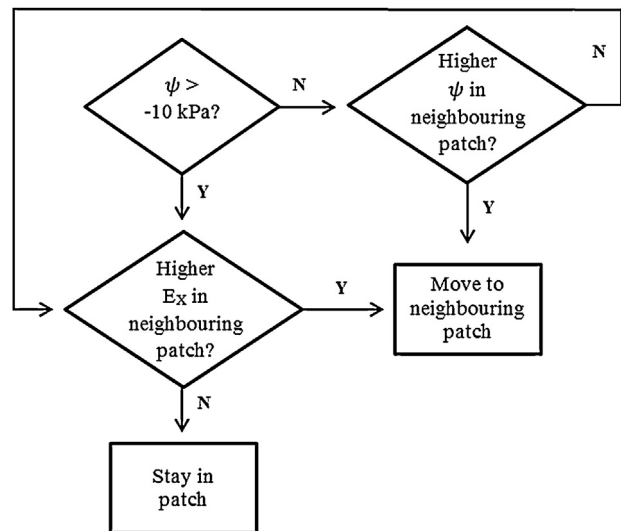 ψ >
-10 kPa?
N
Higher
ψ in
neighbouring
patch?
N
Y
Y
Higher
Ex in
neighbouring
patch?
Y
Move to
neighbouring
patch
N
Stay in
patch